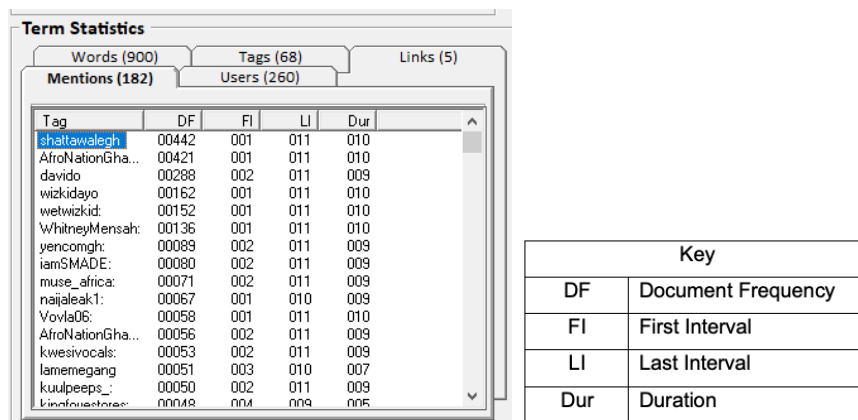 Term Statistics
Words (900) Tags (68) Links (5)
Mentions (182) Users (260)
Tag DF FI LI Dur
shattawalegh 00442 001 011 010
AfroNationGha... 00421 001 011 010
davido 00288 002 011 009
wizkidayo 00162 001 011 010
wetwizkid: 00152 001 011 010
WhitneyMensah: 00136 001 011 010
yencomgh: 00089 002 011 009
iamSMADE: 00080 002 011 009
muse_africa: 00071 002 011 009
naijaleak1: 00067 001 010 009
Vovla06: 00058 001 011 010
AfroNationGha... 00056 002 011 009
kwesivocals: 00053 002 011 009
lamemegang 00051 003 010 007
kuulpeeps_: 00050 002 011 009
kingfouestores: 00048 004 009 005
Key
DF Document Frequency
FI First Interval
LI Last Interval
Dur Duration